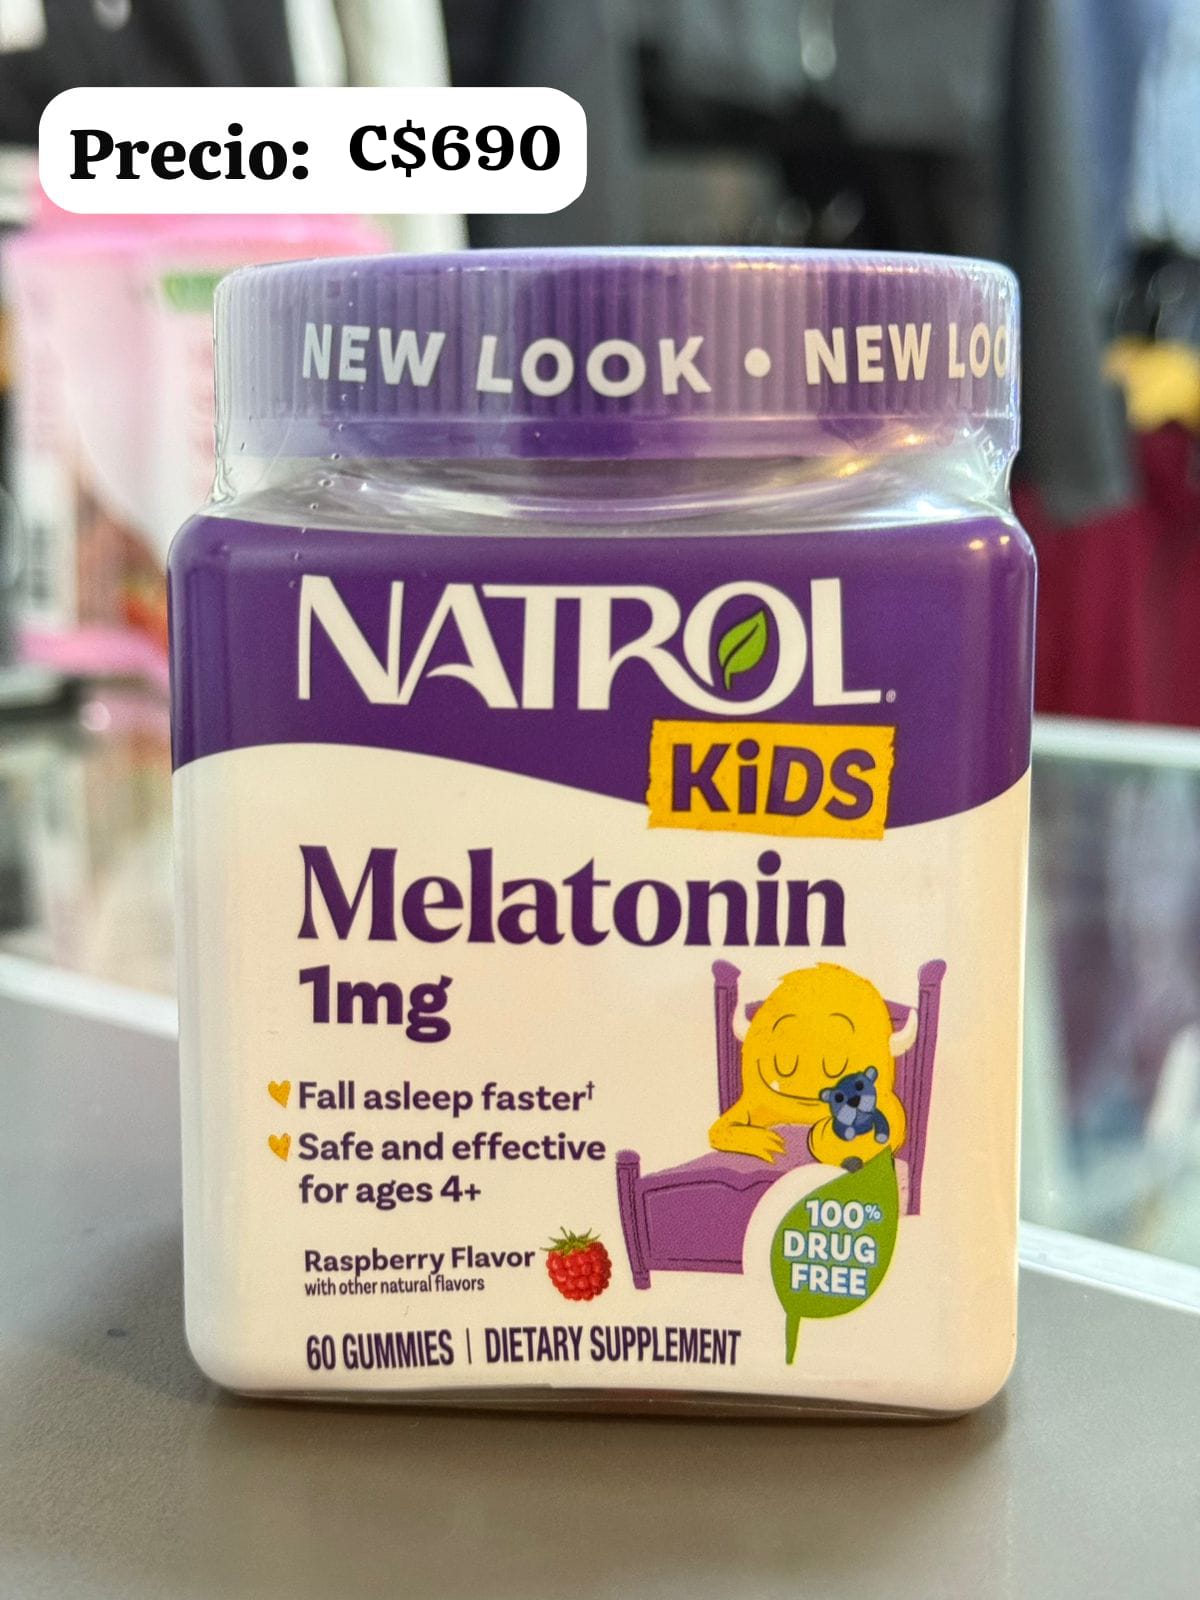 Precio: C$690
NEW LOOK • NEW LOO
NATROL®
KiDS
Melatonin
1mg
Fall asleep faster†
Safe and effective
for ages 4+
Raspberry Flavor
with other natural flavors
100%
DRUG
FREE
60 GUMMIES | DIETARY SUPPLEMENT